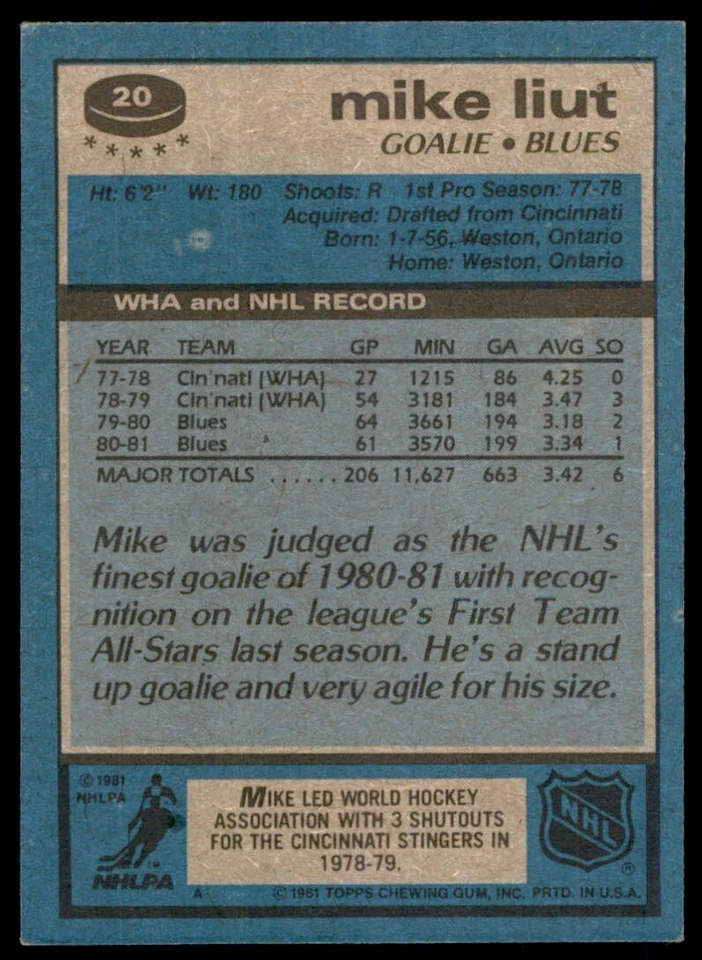 20
mike liut
GOALIE • BLUES
Ht: 6'2" Wt: 180 Shoots: R 1st Pro Season: 77-78
Acquired: Drafted from Cincinnati
Born: 1-7-56, Weston, Ontario
Home: Weston, Ontario
WHA and NHL RECORD
YEAR TEAM GP MIN GA AVG SO
77-78 Cin'nati (WHA) 27 1215 86 4.25 0
78-79 Cin'nati (WHA) 54 3181 184 3.47 3
79-80 Blues 64 3661 194 3.18 2
80-81 Blues 61 3570 199 3.34 1
MAJOR TOTALS ...... 206 11,627 663 3.42 6
Mike was judged as the NHL's
finest goalie of 1980-81 with recog-
nition on the league's First Team
All-Stars last season. He's a stand
up goalie and very agile for his size.
© 1981
NHLPA
NHLPA
TM
MIKE LED WORLD HOCKEY
ASSOCIATION WITH 3 SHUTOUTS
FOR THE CINCINNATI STINGERS IN
1978-79.
NHL
®
A © 1981 TOPPS CHEWING GUM, INC. PRTD. IN U.S.A.